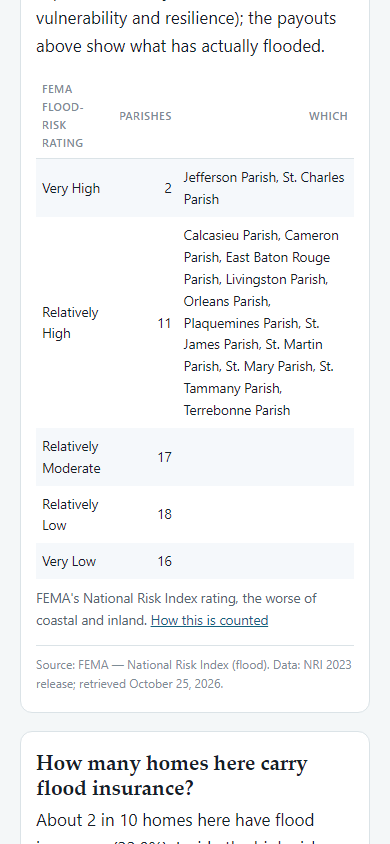 vulnerability and resilience); the payouts
above show what has actually flooded.
FEMA
FLOOD-
RISK
RATING
PARISHES
WHICH
Very High
2
Jefferson Parish, St. Charles
Parish
Relatively
High
11
Calcasieu Parish, Cameron
Parish, East Baton Rouge
Parish, Livingston Parish,
Orleans Parish,
Plaquemines Parish, St.
James Parish, St. Martin
Parish, St. Mary Parish, St.
Tammany Parish,
Terrebonne Parish
Relatively
Moderate
17
Relatively
Low
18
Very Low
16
FEMA's National Risk Index rating, the worse of
coastal and inland. How this is counted
Source: FEMA — National Risk Index (flood). Data: NRI 2023
release; retrieved October 25, 2026.
How many homes here carry
flood insurance?
About 2 in 10 homes here have flood